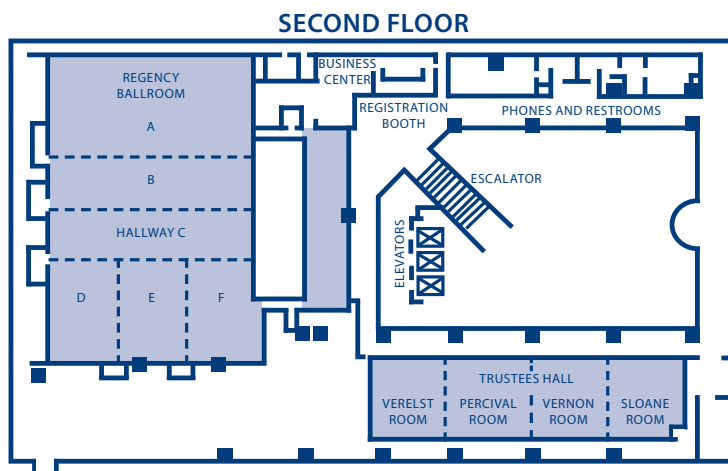 SECOND FLOOR
BUSINESS
CENTER
REGENCY
BALLROOM
REGISTRATION
BOOTH
PHONES AND RESTROOMS
A
B
ESCALATOR
HALLWAY C
ELEVATORS
D
E
F
TRUSTEES HALL
VERELST
ROOM
PERCIVAL
ROOM
VERNON
ROOM
SLOANE
ROOM